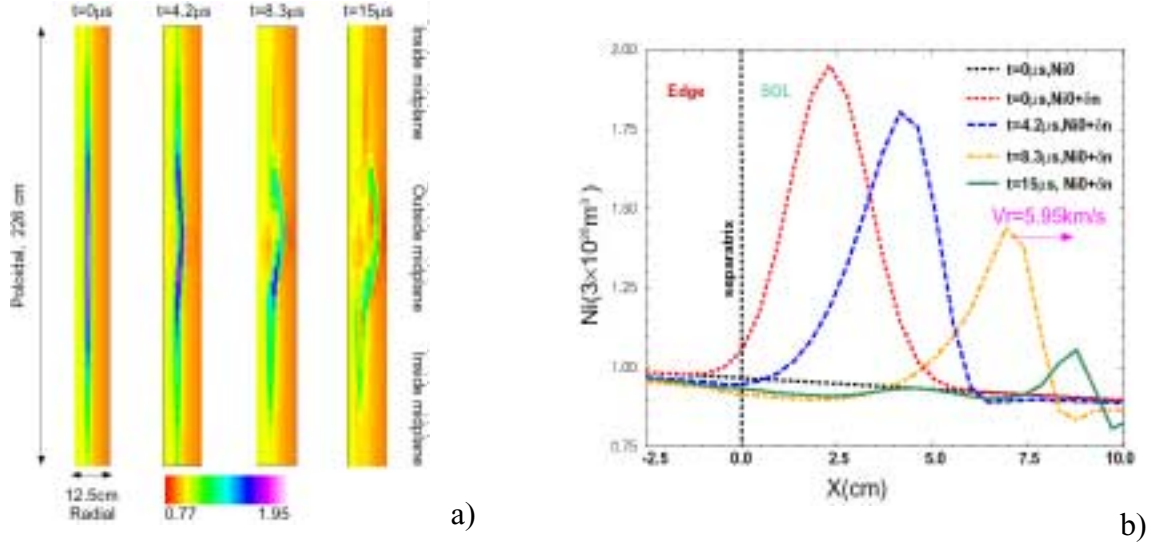 t=0μs t=4.2μs t=8.3μs t=15μs
Poloidal, 226 cm
Inside midplane
Outside midplane
Inside midplane
12.5cm
Radial
0.77 1.95
a)
2.00
1.75
1.50
1.25
1.00
0.75
Ni(3×10²⁰m³)
Edge
SOL
separatrix
t=0μs,Ni0
t=0μs,Ni0+δn
t=4.2μs,Ni0+δn
t=8.3μs,Ni0+δn
t=15μs, Ni0+δn
Vr=5.95km/s
-2.5 0.0 2.5 5.0 7.5 10.0
X(cm)
b)